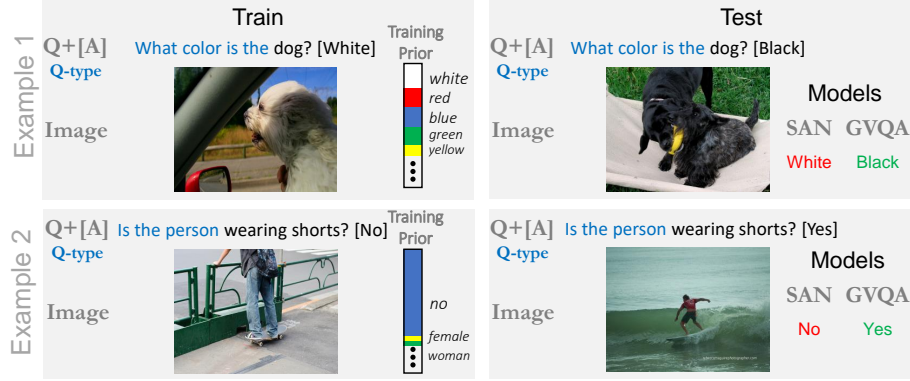 Train
Test
Example 1
Q+[A] What color is the dog? [White]
Q-type
Image
Training
Prior
white
red
blue
green
yellow
Q+[A] What color is the dog? [Black]
Q-type
Image
Models
SAN GVQA
White Black
Example 2
Q+[A] Is the person wearing shorts? [No]
Q-type
Image
Training
Prior
no
female
woman
Q+[A] Is the person wearing shorts? [Yes]
Q-type
Image
Models
SAN GVQA
No Yes